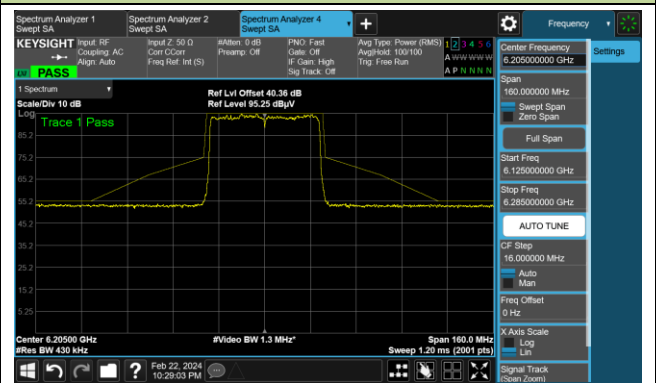 Spectrum Analyzer 1
Swept SA
Spectrum Analyzer 2
Swept SA
Spectrum Analyzer 4
Swept SA
Frequency
KEYSIGHT
Input: RF
Coupling: AC
Align: Auto
Input Z: 50 Ω
Corr CCorr
Freq Ref: Int (S)
#Atten: 0 dB
Preamp: Off
PNO: Fast
Gate: Off
IF Gain: High
Sig Track: Off
Avg Type: Power (RMS)
Avg|Hold: 100/100
Trig: Free Run
1 2 3 4 5 6
A W W W W W
A P N N N N
PASS
1 Spectrum
Scale/Div 10 dB
Ref Lvl Offset 40.36 dB
Ref Level 95.25 dBµV
Log
Trace 1 Pass
85.2
75.2
65.2
55.2
45.2
35.2
25.2
15.2
5.25
Center 6.20500 GHz
#Res BW 430 kHz
#Video BW 1.3 MHz*
Span 160.0 MHz
Sweep 1.20 ms (2001 pts)
Feb 22, 2024
10:29:03 PM
Center Frequency
6.205000000 GHz
Settings
Span
160.000000 MHz
Swept Span
Zero Span
Full Span
Start Freq
6.125000000 GHz
Stop Freq
6.285000000 GHz
AUTO TUNE
CF Step
16.000000 MHz
Auto
Man
Freq Offset
0 Hz
X Axis Scale
Log
Lin
Signal Track
(Span Zoom)